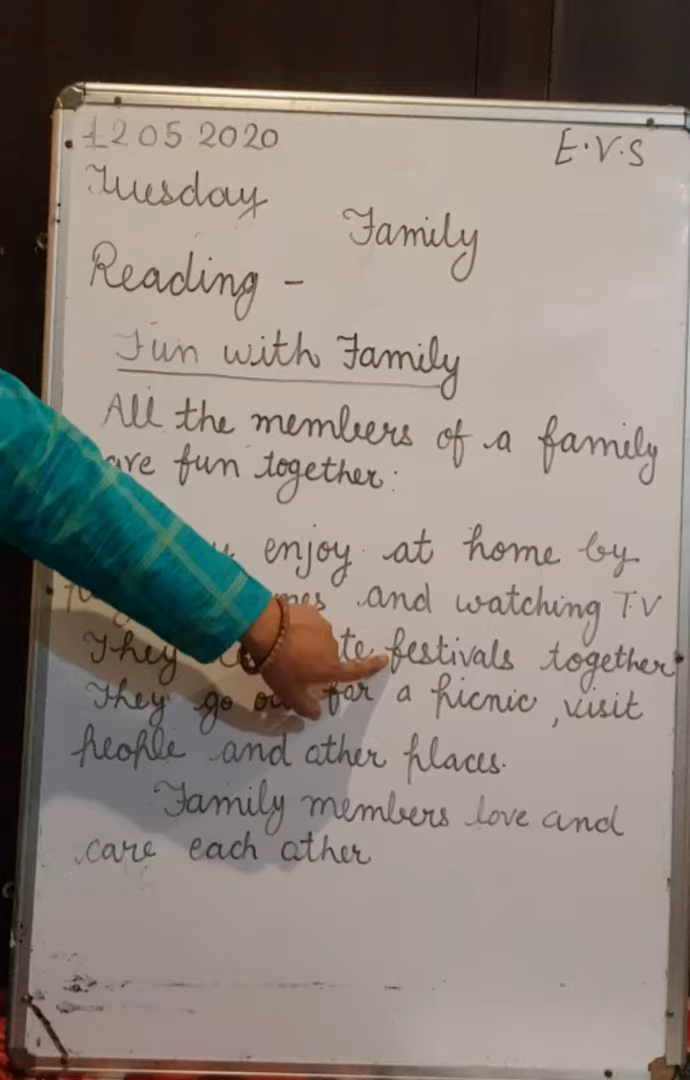 12 05.2020
E.V.S
Tuesday
Family
Reading -
Fun with Family
All the members of a family
fun together:
enjoy at home by
and watching TV
They festivals together
They go out for a picnic, visit
people and other places.
Family members love and
care each other